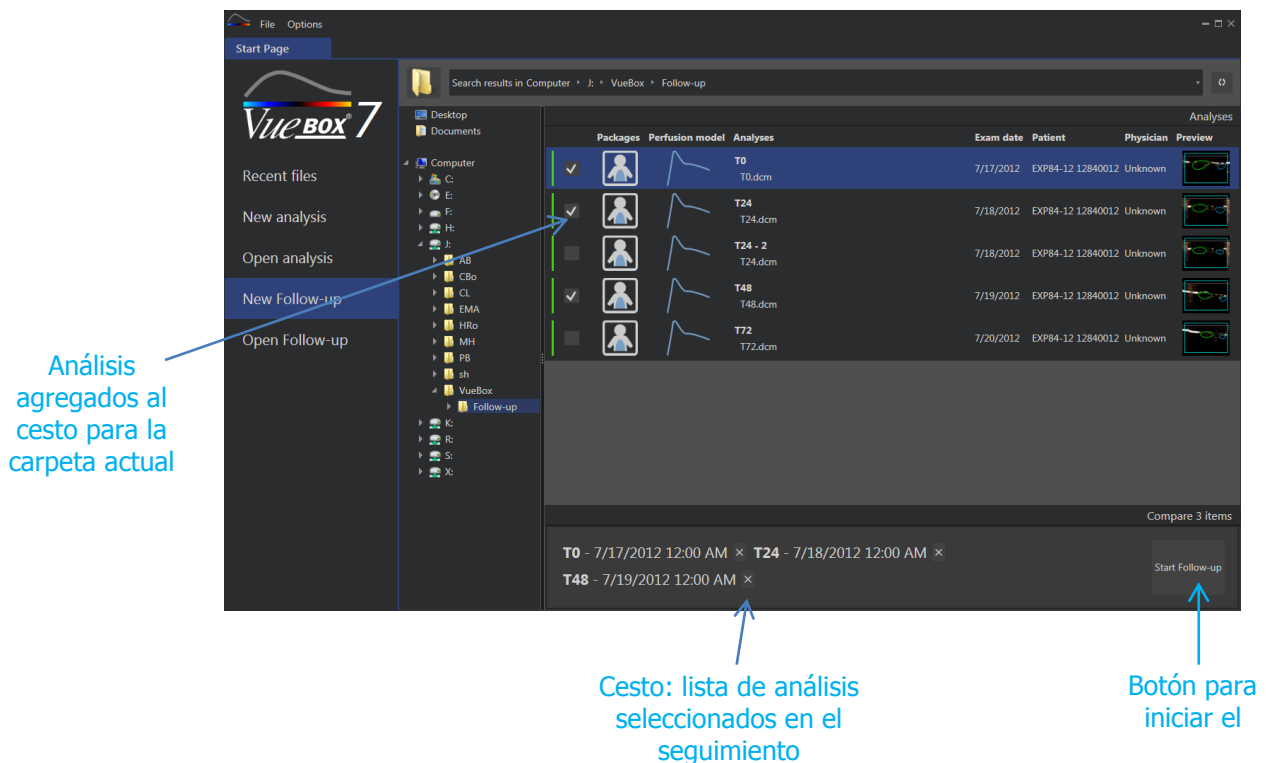 File Options
Start Page
VUEBOX® 7
Recent files
New analysis
Open analysis
New Follow-up
Open Follow-up
Search results in Computer ▸ J: ▸ VueBox ▸ Follow-up
Desktop
Documents
Computer
C:
E:
F:
H:
J:
AB
CBo
CL
EMA
HRo
MH
PB
sh
VueBox
Follow-up
K:
R:
S:
X:
Analyses
Packages Perfusion model Analyses Exam date Patient Physician Preview
T0
T0.dcm
7/17/2012 EXP84-12 12840012 Unknown
T24
T24.dcm
7/18/2012 EXP84-12 12840012 Unknown
T24 - 2
T24.dcm
7/18/2012 EXP84-12 12840012 Unknown
T48
T48.dcm
7/19/2012 EXP84-12 12840012 Unknown
T72
T72.dcm
7/20/2012 EXP84-12 12840012 Unknown
Compare 3 items
T0 - 7/17/2012 12:00 AM × T24 - 7/18/2012 12:00 AM ×
T48 - 7/19/2012 12:00 AM ×
Start Follow-up
Análisis
agregados al
cesto para la
carpeta actual
Cesto: lista de análisis
seleccionados en el
seguimiento
Botón para
iniciar el